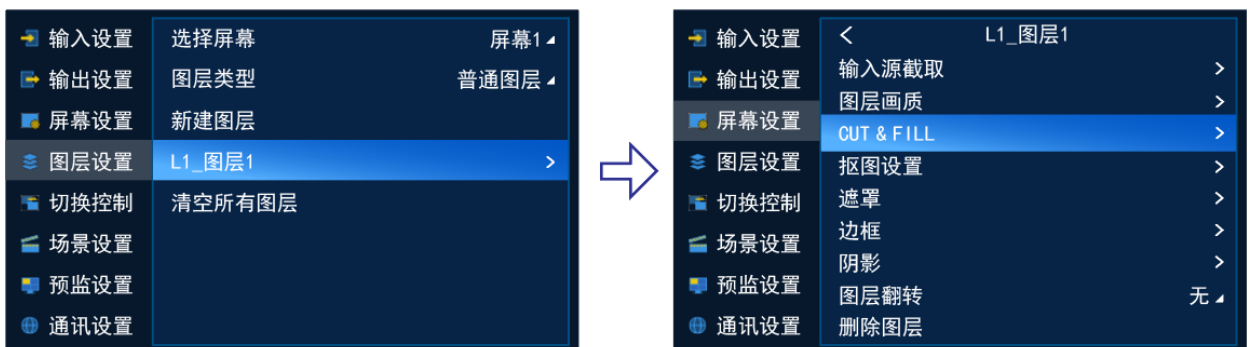 输入设置
输出设置
屏幕设置
图层设置
切换控制
场景设置
预监设置
通讯设置
选择屏幕 屏幕1
图层类型 普通图层
新建图层
L1_图层1 >
清空所有图层
输入设置
输出设置
屏幕设置
图层设置
切换控制
场景设置
预监设置
通讯设置
< L1_图层1
输入源截取 >
图层画质 >
CUT & FILL >
抠图设置 >
遮罩 >
边框 >
阴影 >
图层翻转 无
删除图层